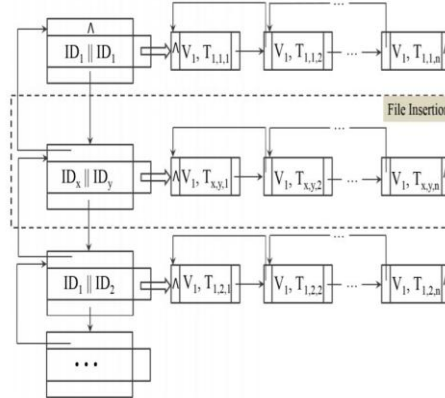 ∧
ID₁ || ID₁ ∧ V₁, T₁,₁,₁ V₁, T₁,₁,₂ ... ... V₁, T₁,₁,ₙ ∧
File Insertion
...
IDₓ || ID_y ∧ V₁, Tₓ,y,₁ V₁, Tₓ,y,₂ ... V₁, Tₓ,y,ₙ ∧
...
ID₁ || ID₂ ∧ V₁, T₁,₂,₁ V₁, T₁,₂,₂ ... V₁, T₁,₂,ₙ ∧
...